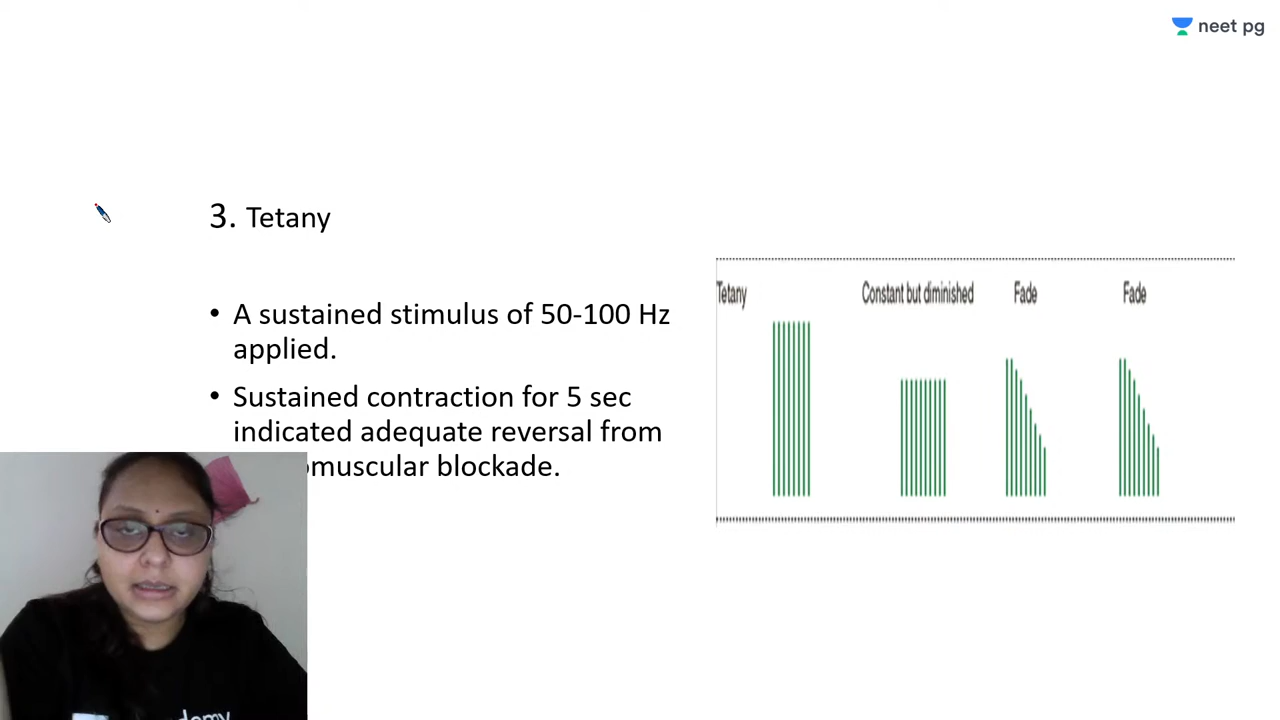 neet pg
3. Tetany
• A sustained stimulus of 50-100 Hz
applied.
• Sustained contraction for 5 sec
indicated adequate reversal from
omuscular blockade.
Tetany
Constant but diminished
Fade
Fade